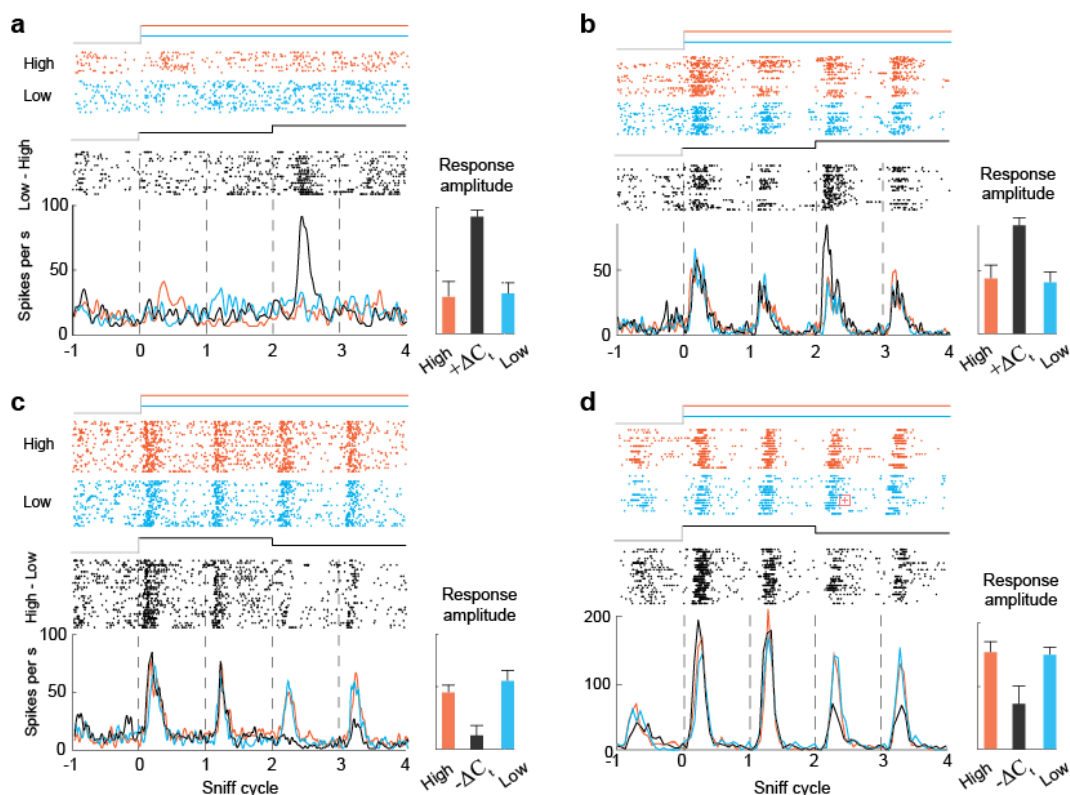 a
High
Low
Low - High
Response
amplitude
Spikes per s
100
50
0
-1 0 1 2 3 4
High +ΔCt Low
b
Response
amplitude
50
0
-1 0 1 2 3 4
High +ΔCt Low
c
High
Low
High - Low
Response
amplitude
Spikes per s
100
50
0
-1 0 1 2 3 4
Sniff cycle
High -ΔCt Low
d
Response
amplitude
200
100
0
-1 0 1 2 3 4
Sniff cycle
High -ΔCt Low